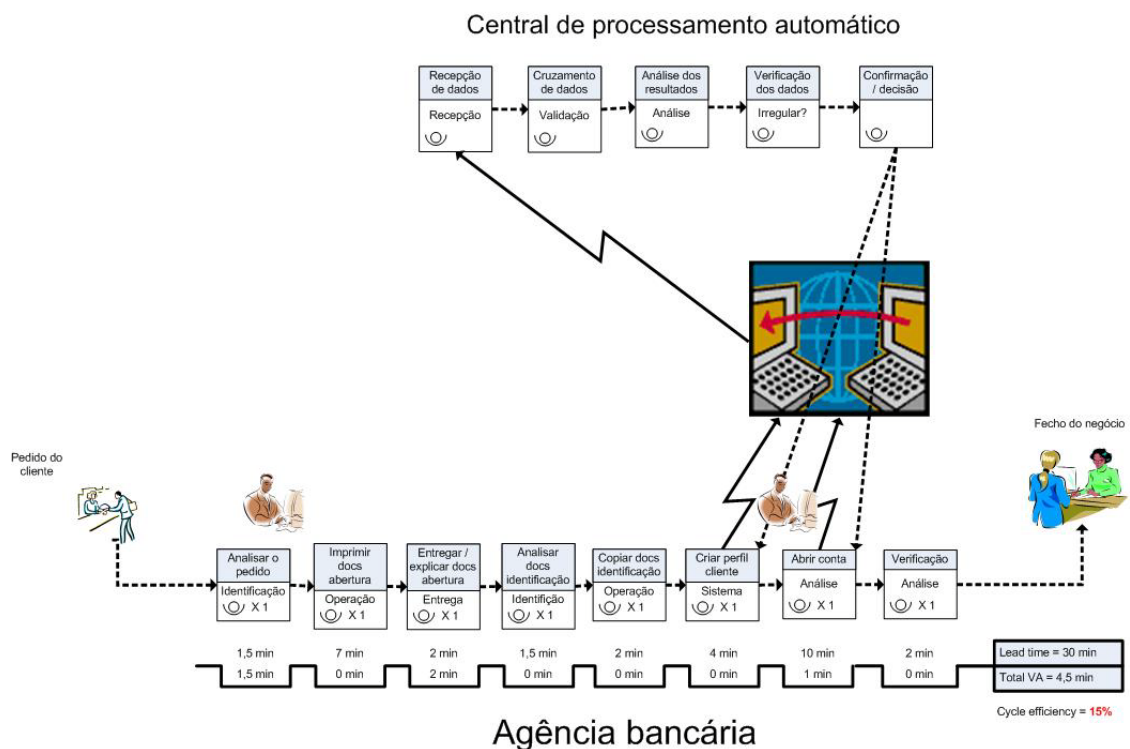 Central de processamento automático
Recepção
de dados
Recepção
Cruzamento
de dados
Validação
Análise dos
resultados
Análise
Verificação
dos dados
Irregular?
Confirmação
/ decisão
Pedido do
cliente
Fecho do negócio
Analisar o
pedido
Identificação
X 1
Imprimir
docs
abertura
Operação
X 1
Entregar /
explicar docs
abertura
Entrega
X 1
Analisar
docs
identificação
Identifição
X 1
Copiar docs
identificação
Operação
X 1
Criar perfil
cliente
Sistema
X 1
Abrir conta
Análise
X 1
Verificação
Análise
X 1
1,5 min
7 min
2 min
1,5 min
2 min
4 min
10 min
2 min
Lead time = 30 min
1,5 min
0 min
2 min
0 min
0 min
0 min
1 min
0 min
Total VA = 4,5 min
Cycle efficiency = 15%
Agência bancária